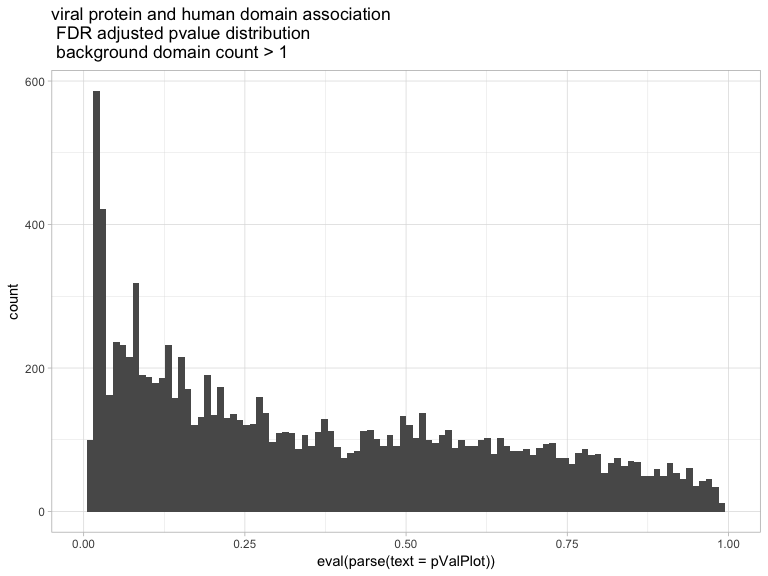 viral protein and human domain association
FDR adjusted pvalue distribution
background domain count > 1
600
400
200
0
count
0.00 0.25 0.50 0.75 1.00
eval(parse(text = pValPlot))